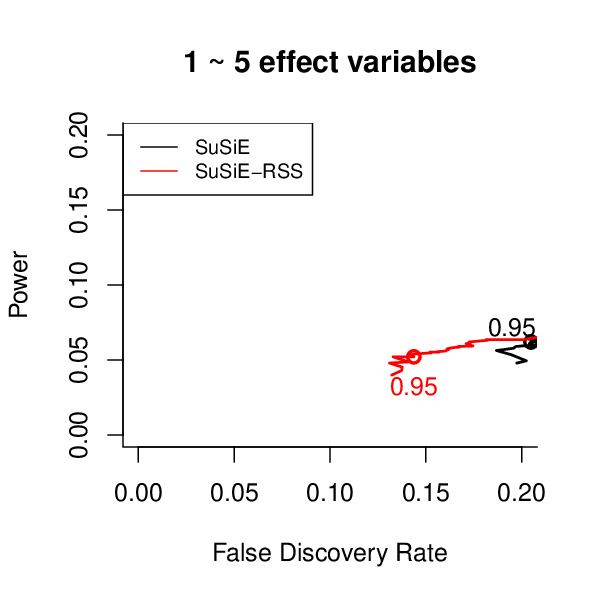 1 ~ 5 effect variables
SuSiE
SuSiE−RSS
Power
0.20
0.15
0.10
0.05
0.00
0.95
0.95
0.00 0.05 0.10 0.15 0.20
False Discovery Rate